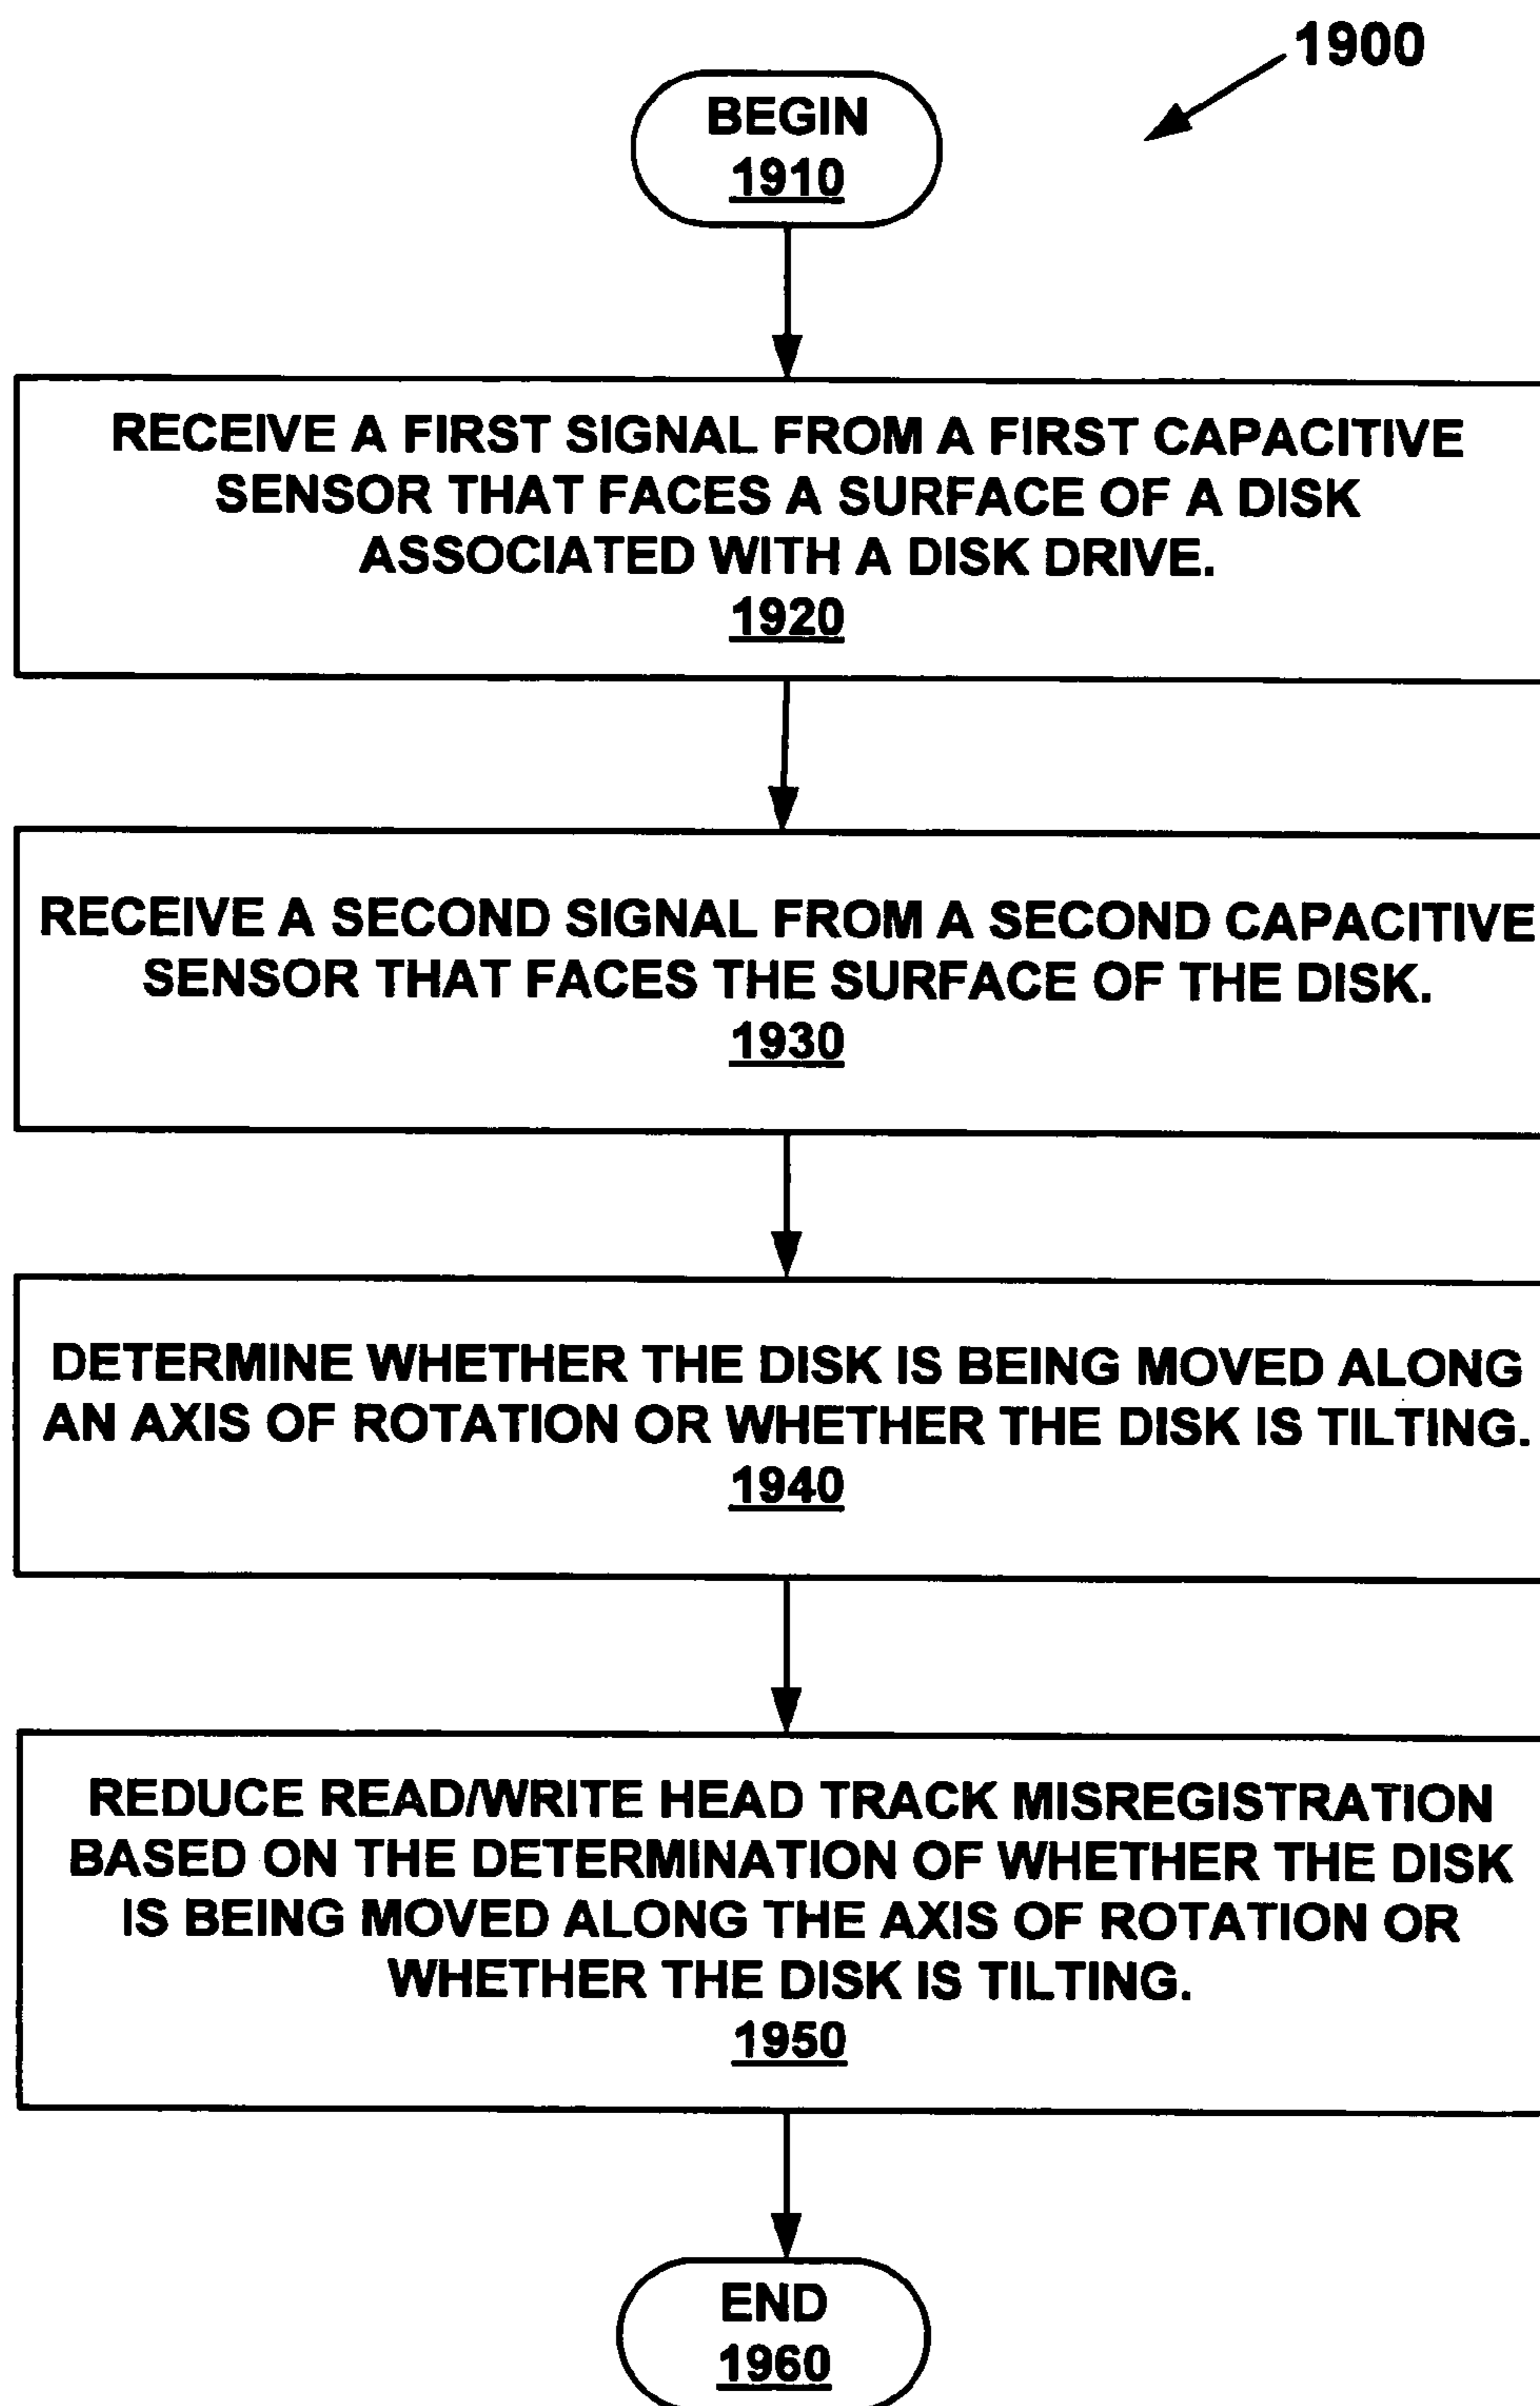 1900
BEGIN
1910
RECEIVE A FIRST SIGNAL FROM A FIRST CAPACITIVE
SENSOR THAT FACES A SURFACE OF A DISK
ASSOCIATED WITH A DISK DRIVE.
1920
RECEIVE A SECOND SIGNAL FROM A SECOND CAPACITIVE
SENSOR THAT FACES THE SURFACE OF THE DISK.
1930
DETERMINE WHETHER THE DISK IS BEING MOVED ALONG
AN AXIS OF ROTATION OR WHETHER THE DISK IS TILTING.
1940
REDUCE READ/WRITE HEAD TRACK MISREGISTRATION
BASED ON THE DETERMINATION OF WHETHER THE DISK
IS BEING MOVED ALONG THE AXIS OF ROTATION OR
WHETHER THE DISK IS TILTING.
1950
END
1960